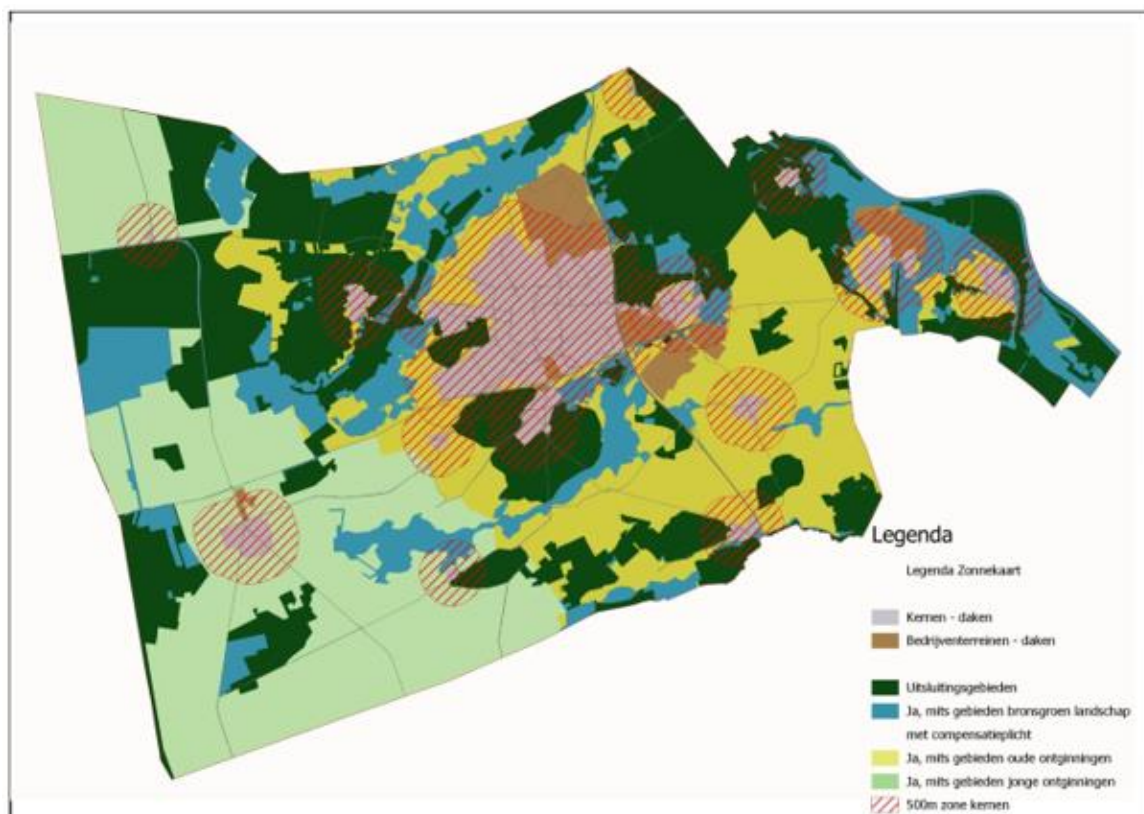 Legenda
Legenda Zonnekaart
Kernen - daken
Bedrijventerreinen - daken
Uitsluitingsgebieden
Ja, mits gebieden bronsgroen landschap
met compensatieplicht
Ja, mits gebieden oude ontginningen
Ja, mits gebieden jonge ontginningen
500m zone kernen